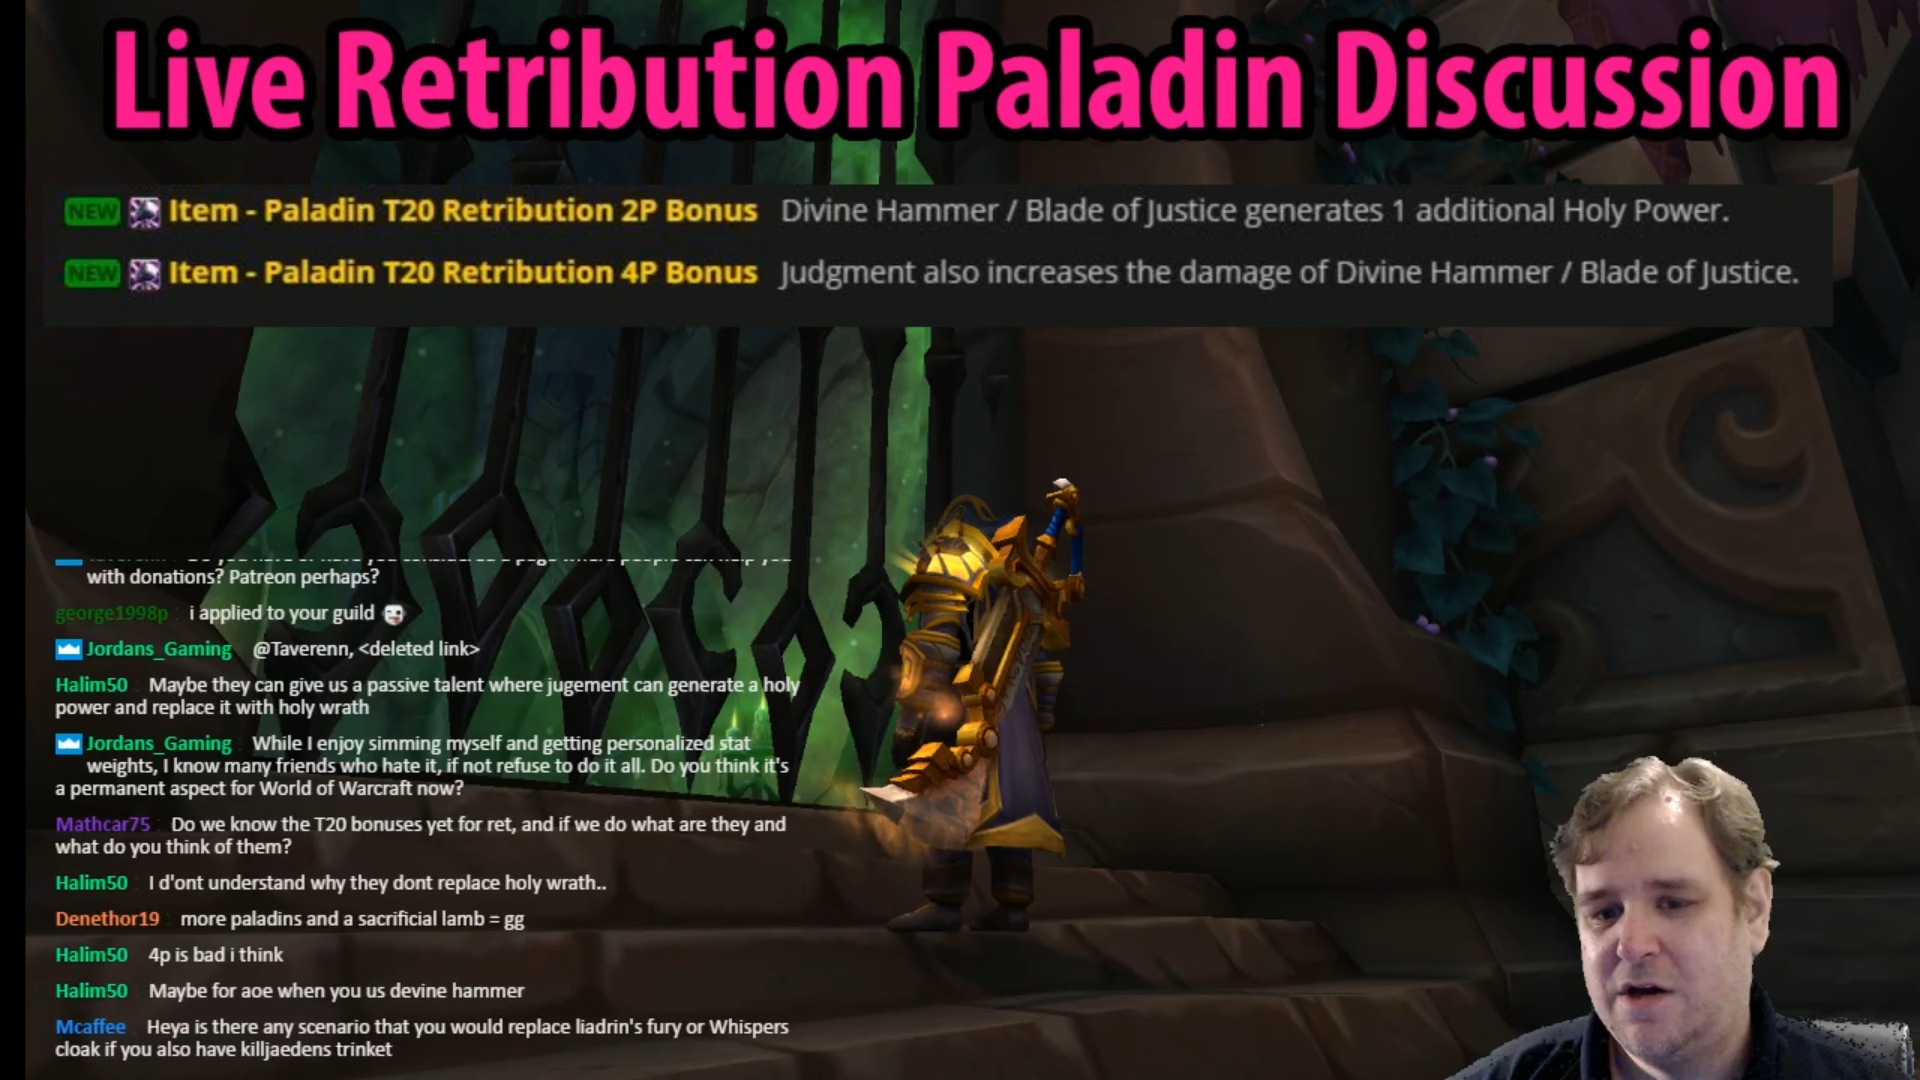 Live Retribution Paladin Discussion
NEW Item - Paladin T20 Retribution 2P Bonus Divine Hammer / Blade of Justice generates 1 additional Holy Power.
NEW Item - Paladin T20 Retribution 4P Bonus Judgment also increases the damage of Divine Hammer / Blade of Justice.
with donations? Patreon perhaps?
george1998p : i applied to your guild
Jordans_Gaming : @Taverenn, <deleted link>
Halim50 : Maybe they can give us a passive talent where jugement can generate a holy
power and replace it with holy wrath
Jordans_Gaming : While I enjoy simming myself and getting personalized stat
weights, I know many friends who hate it, if not refuse to do it all. Do you think it's
a permanent aspect for World of Warcraft now?
Mathcar75 : Do we know the T20 bonuses yet for ret, and if we do what are they and
what do you think of them?
Halim50 : I d'ont understand why they dont replace holy wrath..
Denethor19 : more paladins and a sacrificial lamb = gg
Halim50 : 4p is bad i think
Halim50 : Maybe for aoe when you us devine hammer
Mcaffee : Heya is there any scenario that you would replace liadrin's fury or Whispers
cloak if you also have killjaedens trinket